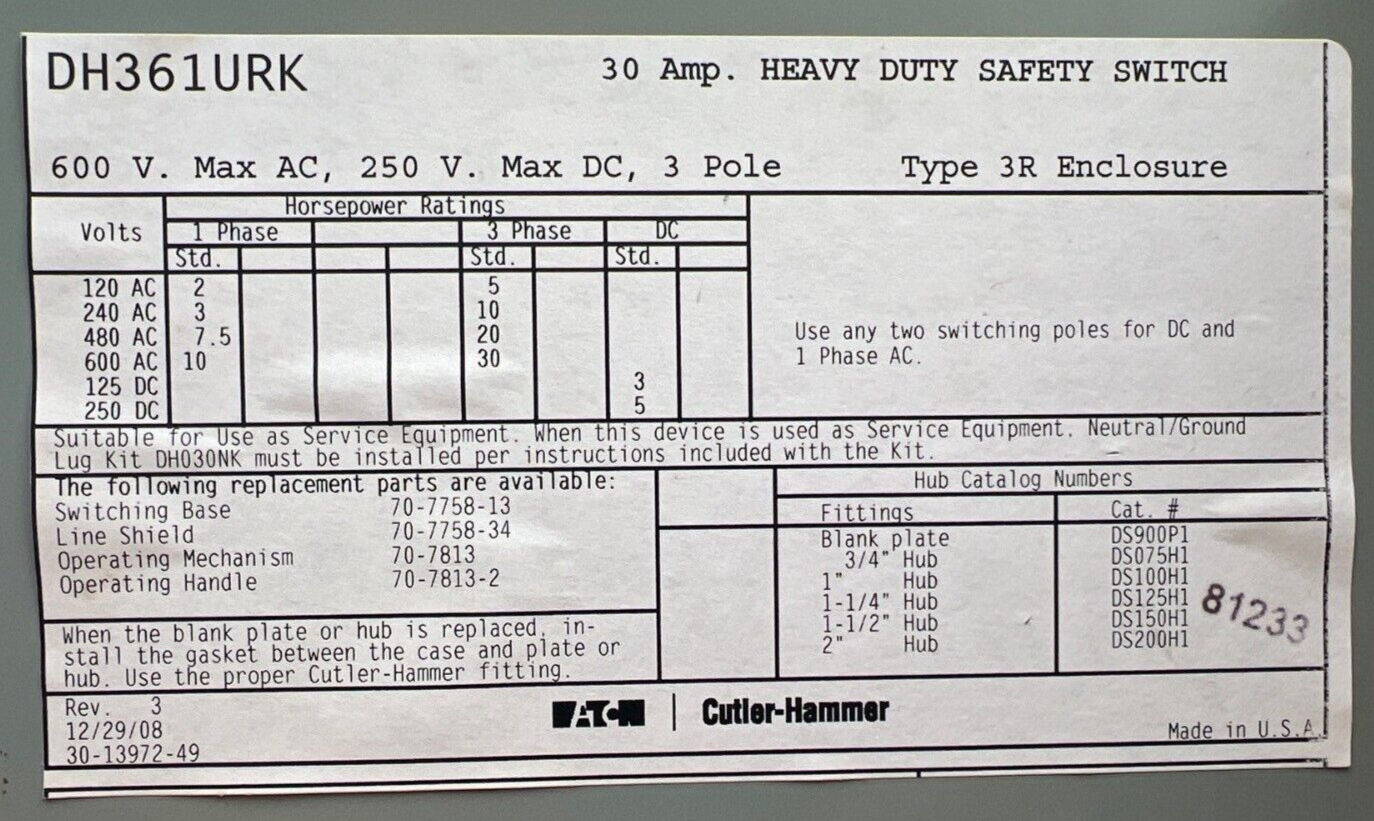 DH361URK 30 Amp. HEAVY DUTY SAFETY SWITCH
600 V. Max AC, 250 V. Max DC, 3 Pole Type 3R Enclosure
Horsepower Ratings
Volts 1 Phase 3 Phase DC
Std. Std. Std.
120 AC 2 5
240 AC 3 10
480 AC 7.5 20
600 AC 10 30
125 DC 3
250 DC 5
Use any two switching poles for DC and
1 Phase AC.
Suitable for Use as Service Equipment. When this device is used as Service Equipment. Neutral/Ground
Lug Kit DH030NK must be installed per instructions included with the Kit.
The following replacement parts are available:
Switching Base 70-7758-13
Line Shield 70-7758-34
Operating Mechanism 70-7813
Operating Handle 70-7813-2
When the blank plate or hub is replaced, in-
stall the gasket between the case and plate or
hub. Use the proper Cutler-Hammer fitting.
Hub Catalog Numbers
Fittings Cat. #
Blank plate DS900P1
3/4" Hub DS075H1
1" Hub DS100H1
1-1/4" Hub DS125H1
1-1/2" Hub DS150H1
2" Hub DS200H1
81233
Rev. 3
12/29/08
30-13972-49
EATON | Cutler-Hammer
Made in U.S.A.